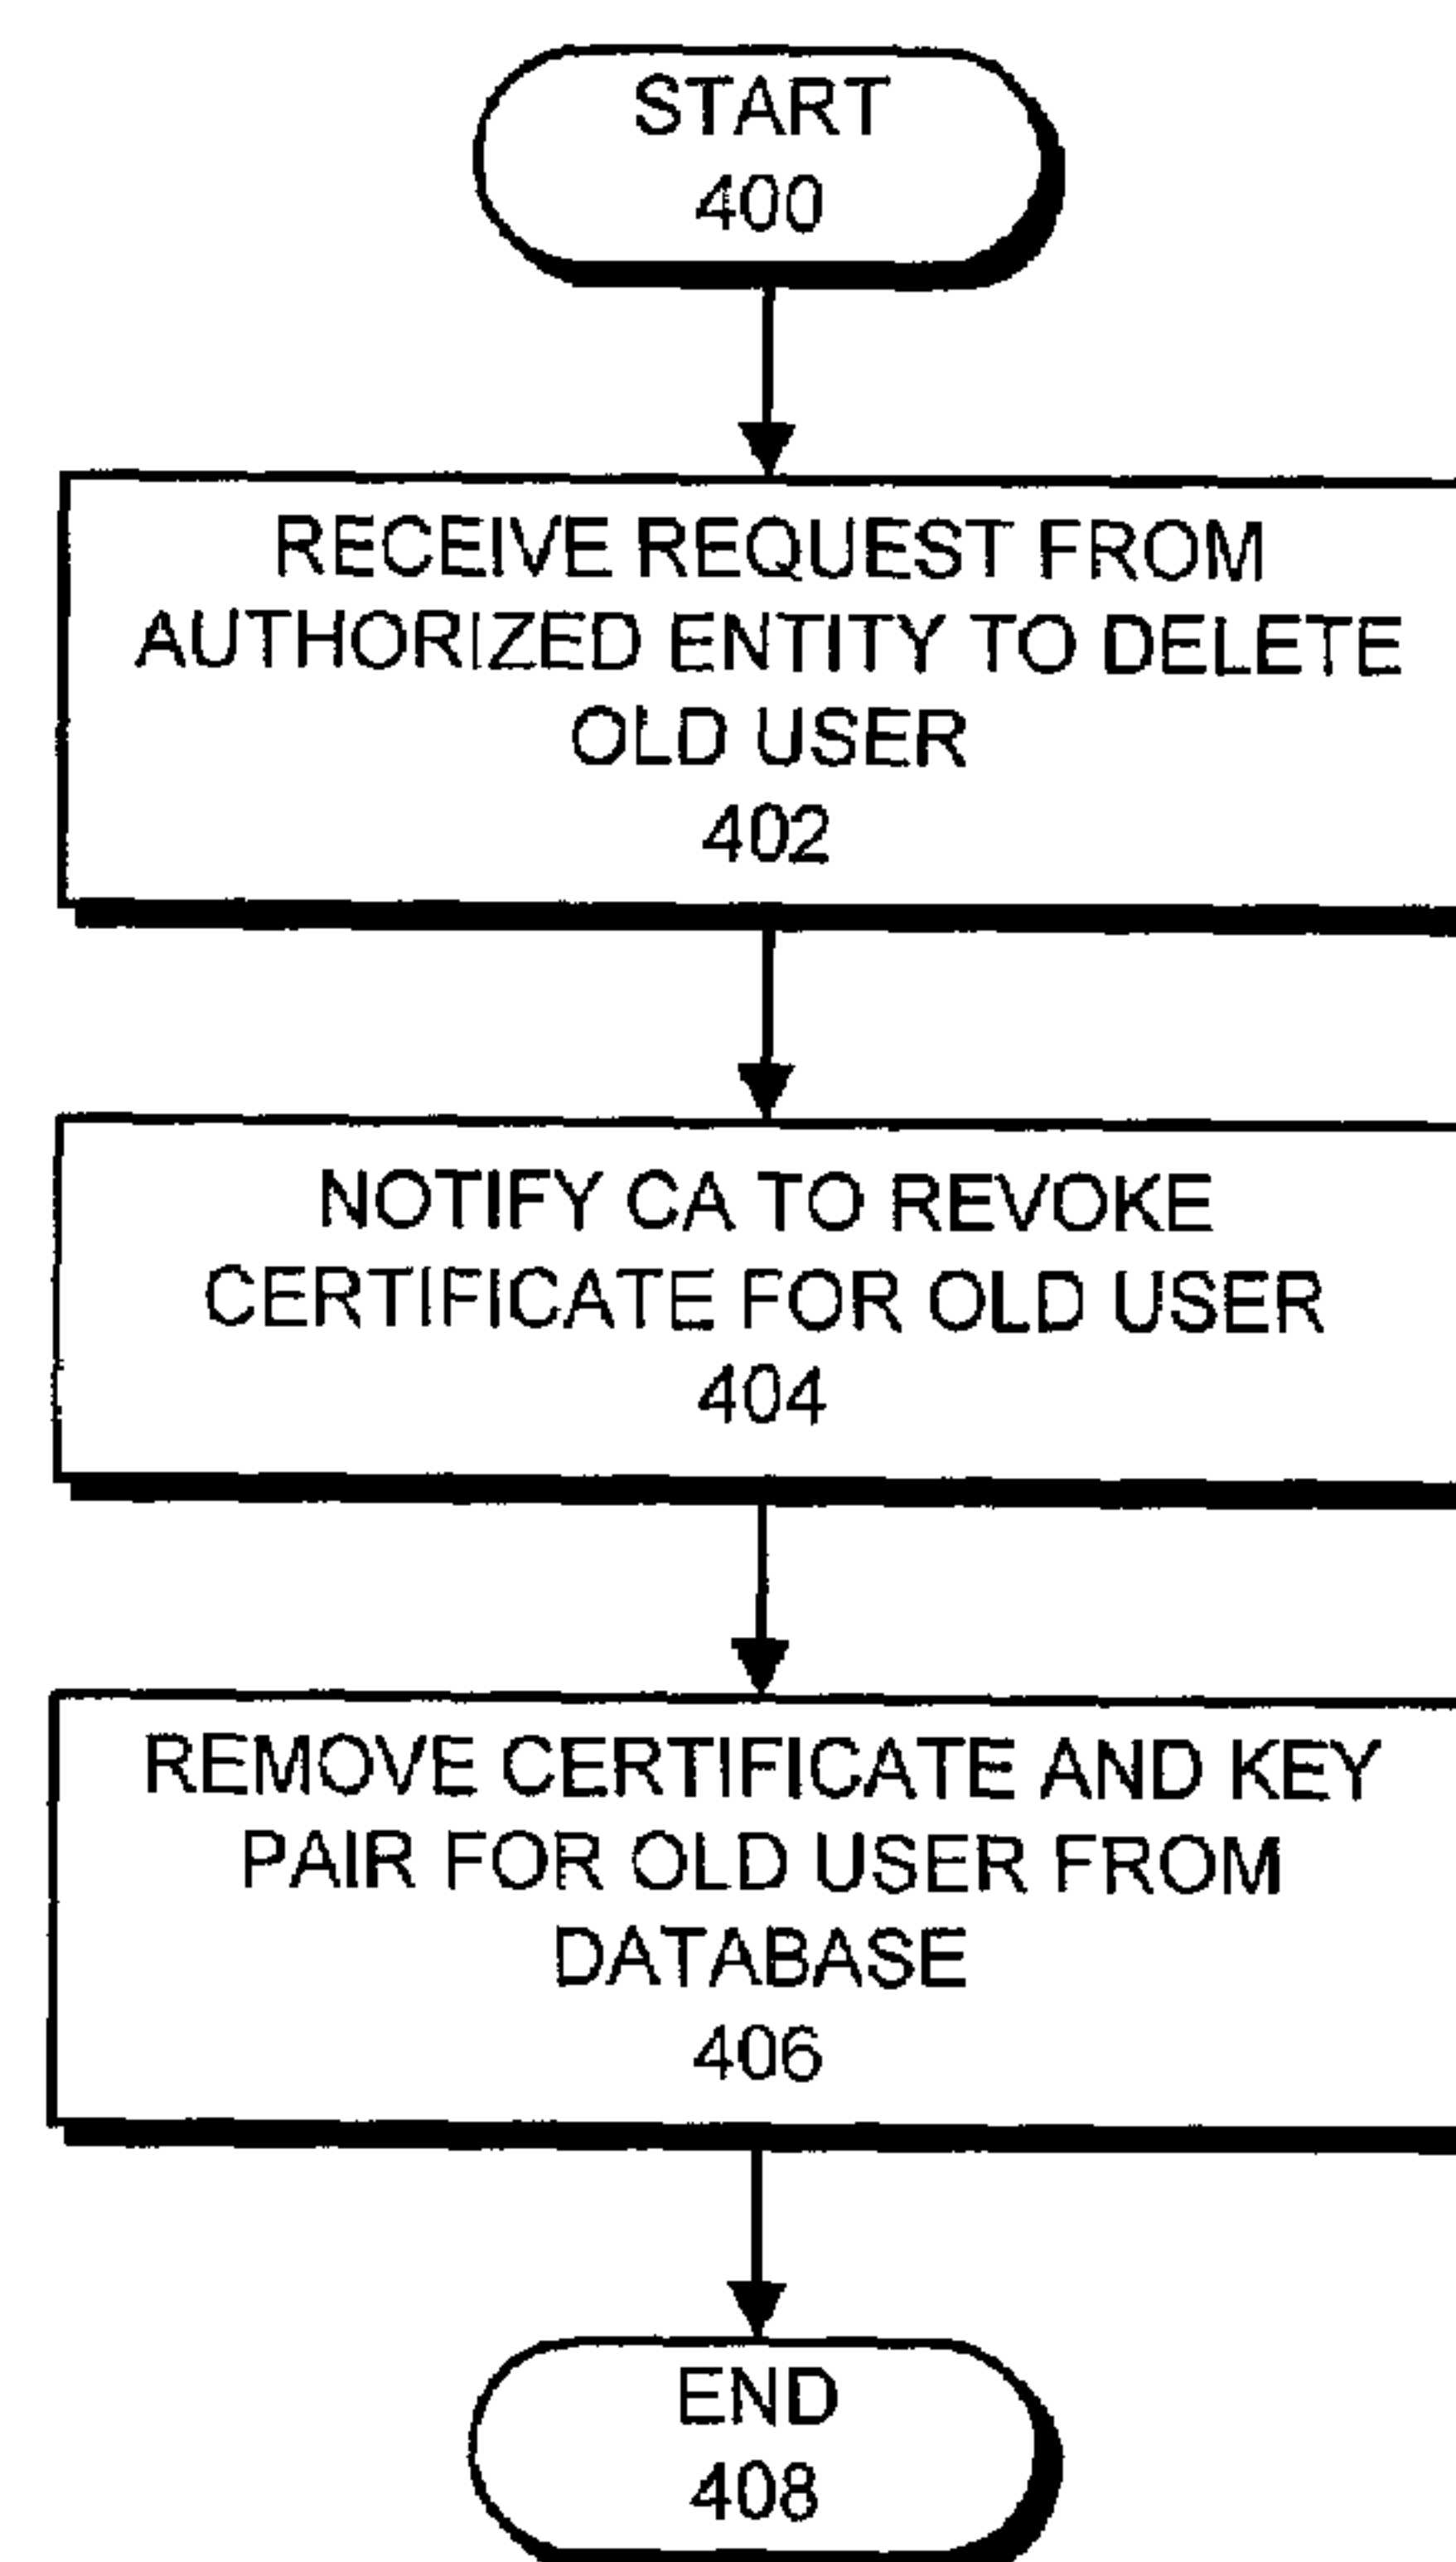 START
400
RECEIVE REQUEST FROM
AUTHORIZED ENTITY TO DELETE
OLD USER
402
NOTIFY CA TO REVOKE
CERTIFICATE FOR OLD USER
404
REMOVE CERTIFICATE AND KEY
PAIR FOR OLD USER FROM
DATABASE
406
END
408